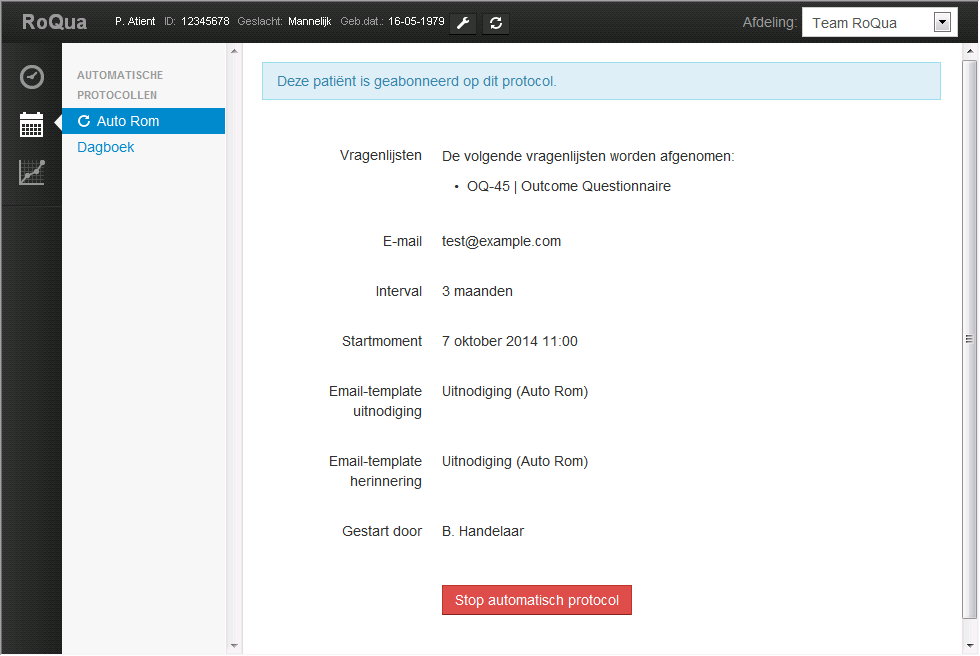 RoQua P. Atient ID: 12345678 Geslacht: Mannelijk Geb.dat.: 16-05-1979 Afdeling: Team RoQua
AUTOMATISCHE
PROTOCOLLEN
Auto Rom
Dagboek
Deze patiënt is geabonneerd op dit protocol.
Vragenlijsten De volgende vragenlijsten worden afgenomen:
• OQ-45 | Outcome Questionnaire
E-mail test@example.com
Interval 3 maanden
Startmoment 7 oktober 2014 11:00
Email-template Uitnodiging (Auto Rom)
uitnodiging
Email-template Uitnodiging (Auto Rom)
herinnering
Gestart door B. Handelaar
Stop automatisch protocol